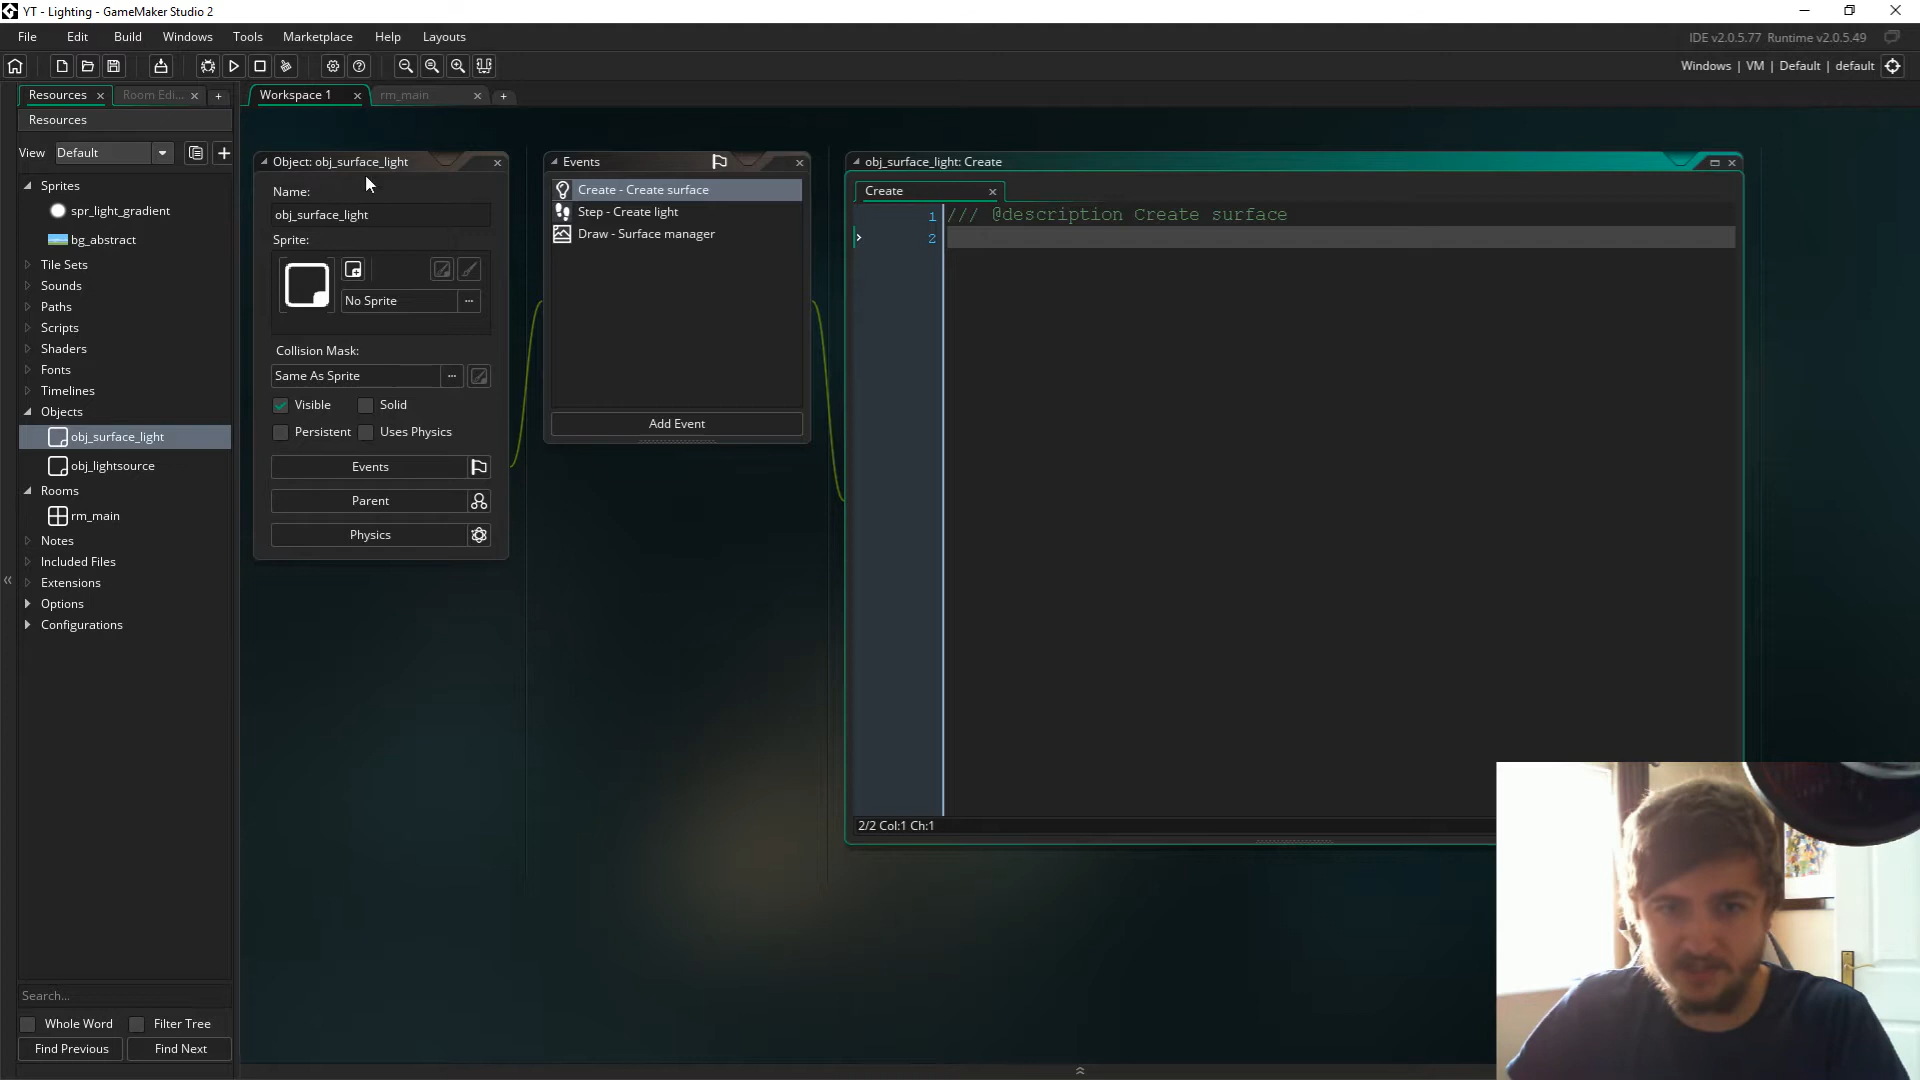 YT - Lighting - GameMaker Studio 2
File Edit Build Windows Tools Marketplace Help Layouts
IDE v2.0.5.77 Runtime v2.0.5.49
Windows | VM | Default | default
Resources
Room Edi...
Workspace 1
rm_main
Resources
View Default
Sprites
spr_light_gradient
bg_abstract
Tile Sets
Sounds
Paths
Scripts
Shaders
Fonts
Timelines
Objects
obj_surface_light
obj_lightsource
Rooms
rm_main
Notes
Included Files
Extensions
Options
Configurations
Search...
Whole Word
Filter Tree
Find Previous
Find Next
Object: obj_surface_light
Name:
obj_surface_light
Sprite:
No Sprite
Collision Mask:
Same As Sprite
Visible
Solid
Persistent
Uses Physics
Events
Parent
Physics
Events
Create - Create surface
Step - Create light
Draw - Surface manager
Add Event
obj_surface_light: Create
Create
1 /// @description Create surface
2
2/2 Col:1 Ch:1